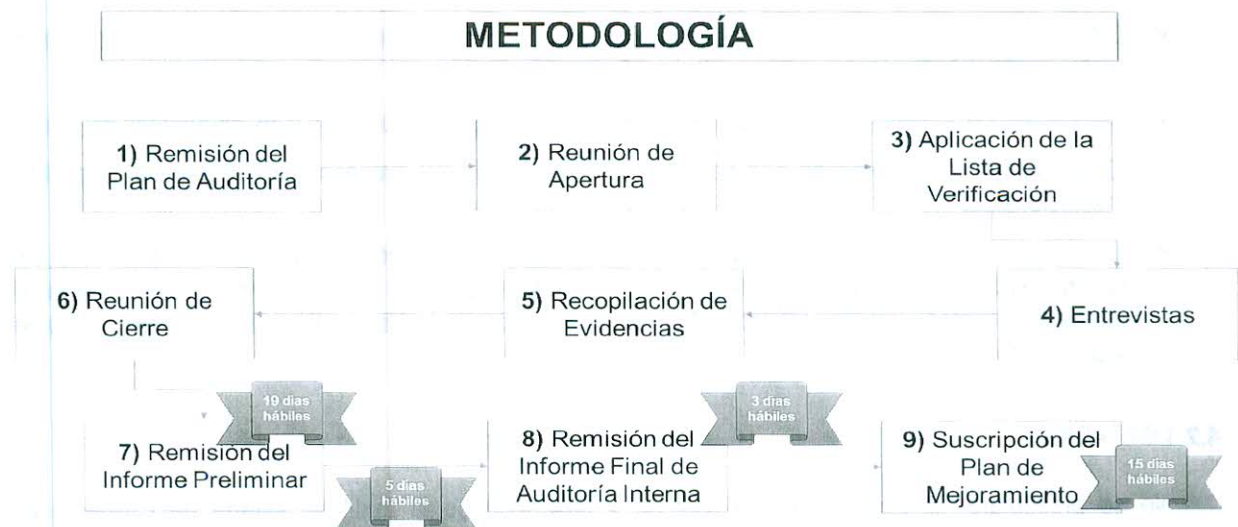 METODOLOGÍA
1) Remisión del
Plan de Auditoría
2) Reunión de
Apertura
3) Aplicación de la
Lista de
Verificación
6) Reunión de
Cierre
5) Recopilación de
Evidencias
4) Entrevistas
19 días
hábiles
3 días
hábiles
7) Remisión del
Informe Preliminar
5 días
hábiles
8) Remisión del
Informe Final de
Auditoría Interna
9) Suscripción del
Plan de
Mejoramiento
15 días
hábiles
4.2